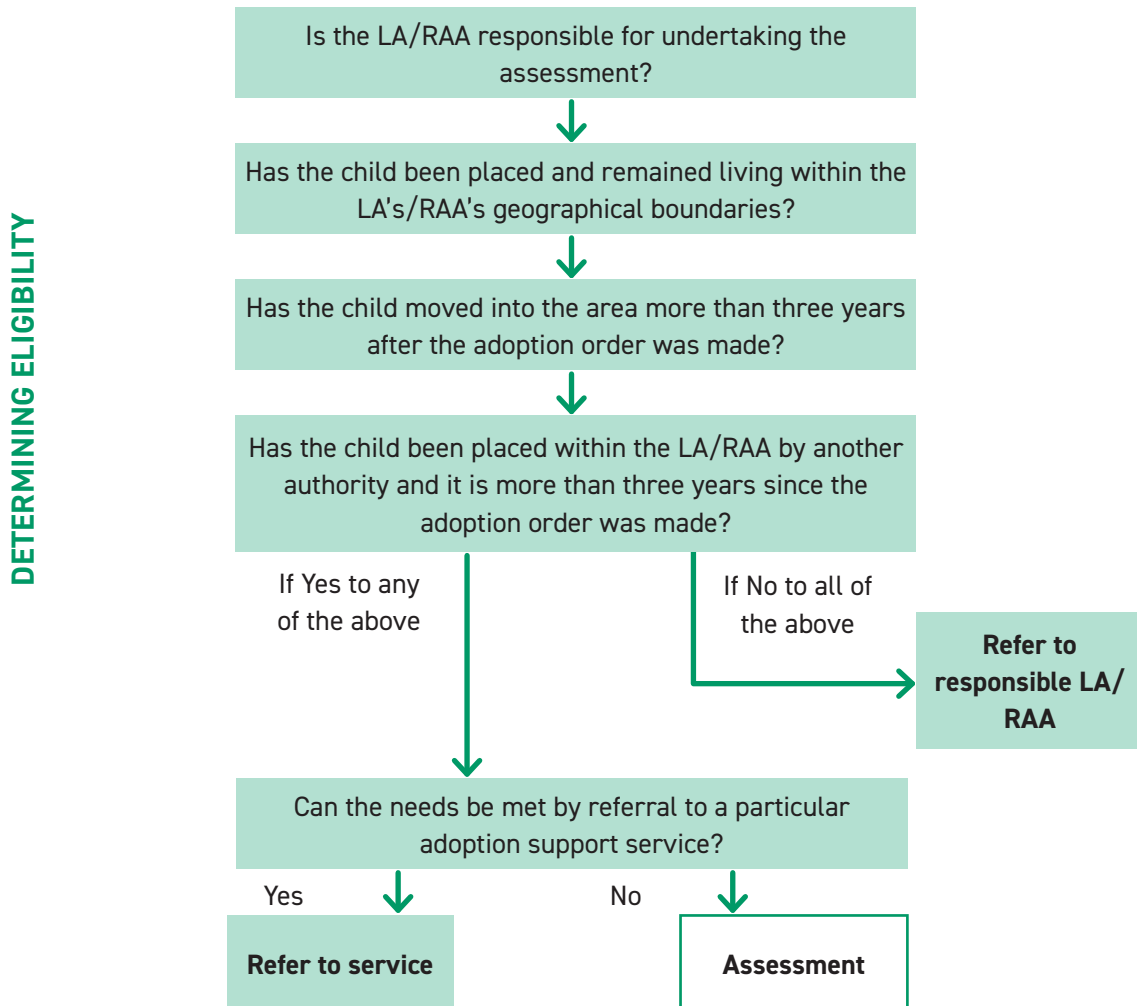 DETERMINING ELIGIBILITY
Is the LA/RAA responsible for undertaking the
assessment?
Has the child been placed and remained living within the
LA’s/RAA’s geographical boundaries?
Has the child moved into the area more than three years
after the adoption order was made?
Has the child been placed within the LA/RAA by another
authority and it is more than three years since the
adoption order was made?
If Yes to any
of the above
If No to all of
the above
Refer to
responsible LA/
RAA
Can the needs be met by referral to a particular
adoption support service?
Yes
No
Refer to service
Assessment